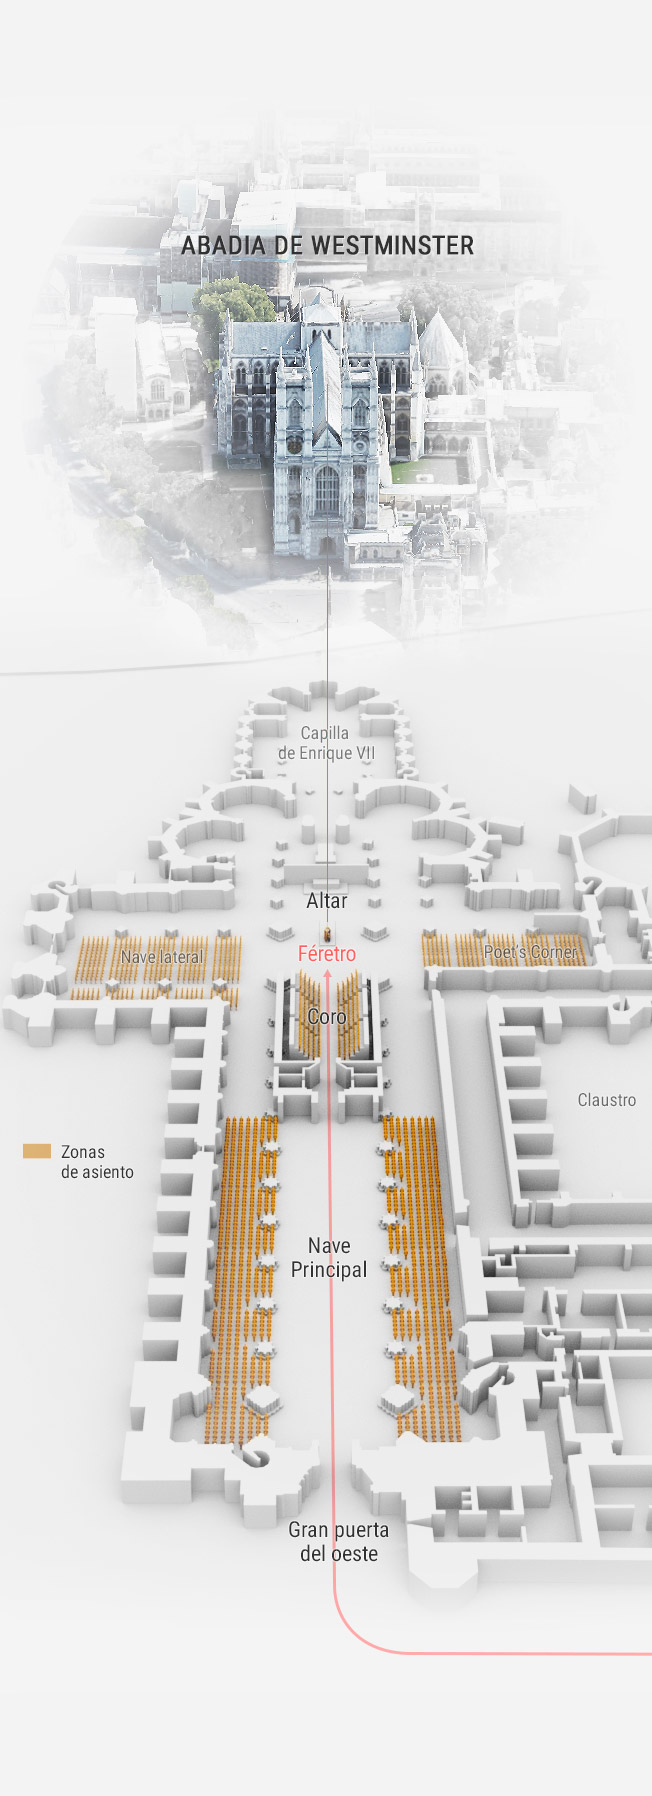 ABADIA DE WESTMINSTER
Capilla
de Enrique VII
Altar
Nave lateral
Féretro
Poet's Corner
Coro
Claustro
Zonas
de asiento
Nave
Principal
Gran puerta
del oeste